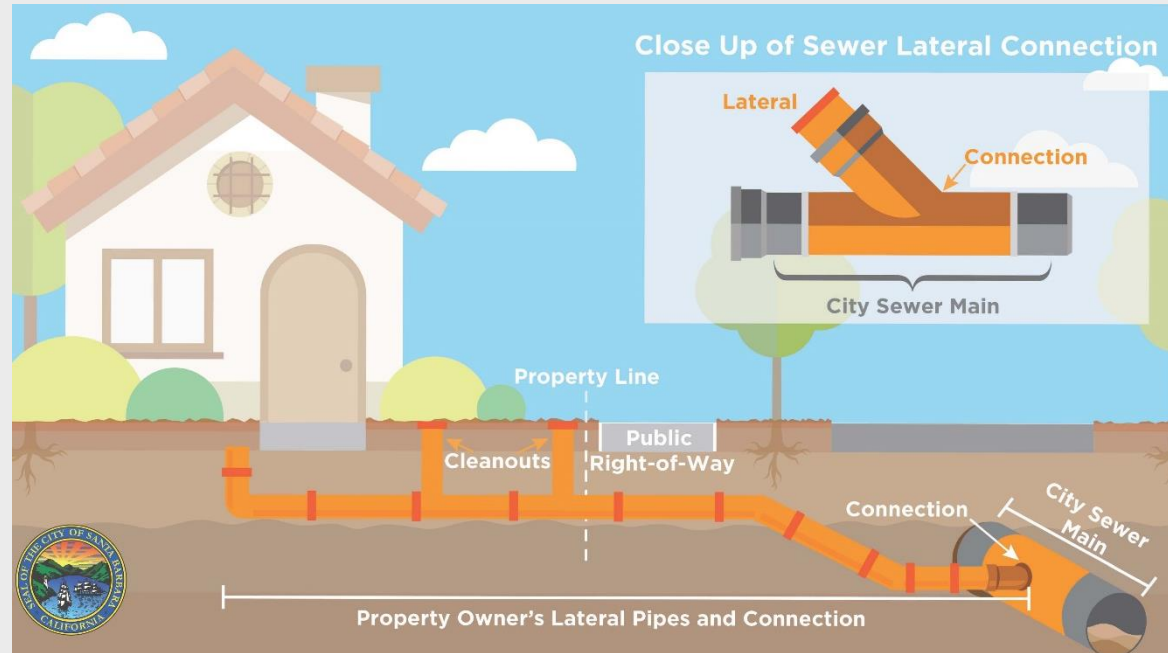 Close Up of Sewer Lateral Connection
Lateral
Connection
City Sewer Main
Property Line
Public
Right-of-Way
Cleanouts
Connection
City Sewer
Main
Property Owner's Lateral Pipes and Connection
SEAL OF THE CITY OF SANTA BARBARA
CALIFORNIA